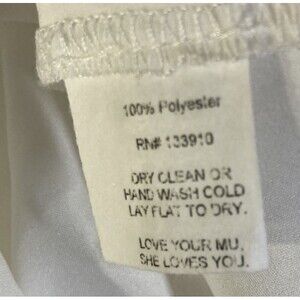 100% Polyester
RN# 133910
DRY CLEAN OR
HAND WASH COLD
LAY FLAT TO DRY.
LOVE YOUR MU,
SHE LOVES YOU.